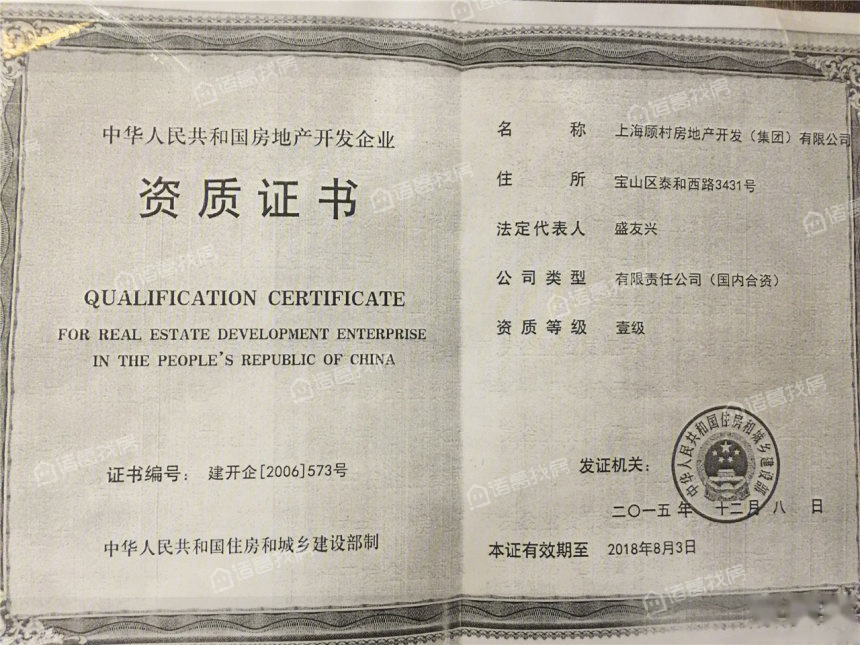 中华人民共和国房地产开发企业
资质证书
QUALIFICATION CERTIFICATE
FOR REAL ESTATE DEVELOPMENT ENTERPRISE
IN THE PEOPLE'S REPUBLIC OF CHINA
证书编号： 建开企[2006]573号
中华人民共和国住房和城乡建设部制
名称 上海顾村房地产开发（集团）有限公司
住所 宝山区泰和西路3431号
法定代表人 盛友兴
公司类型 有限责任公司（国内合资）
资质等级 壹级
发证机关：
中华人民共和国住房和城乡建设部
二〇一五年 十二月八日
本证有效期至 2018年8月3日
诺喜找房